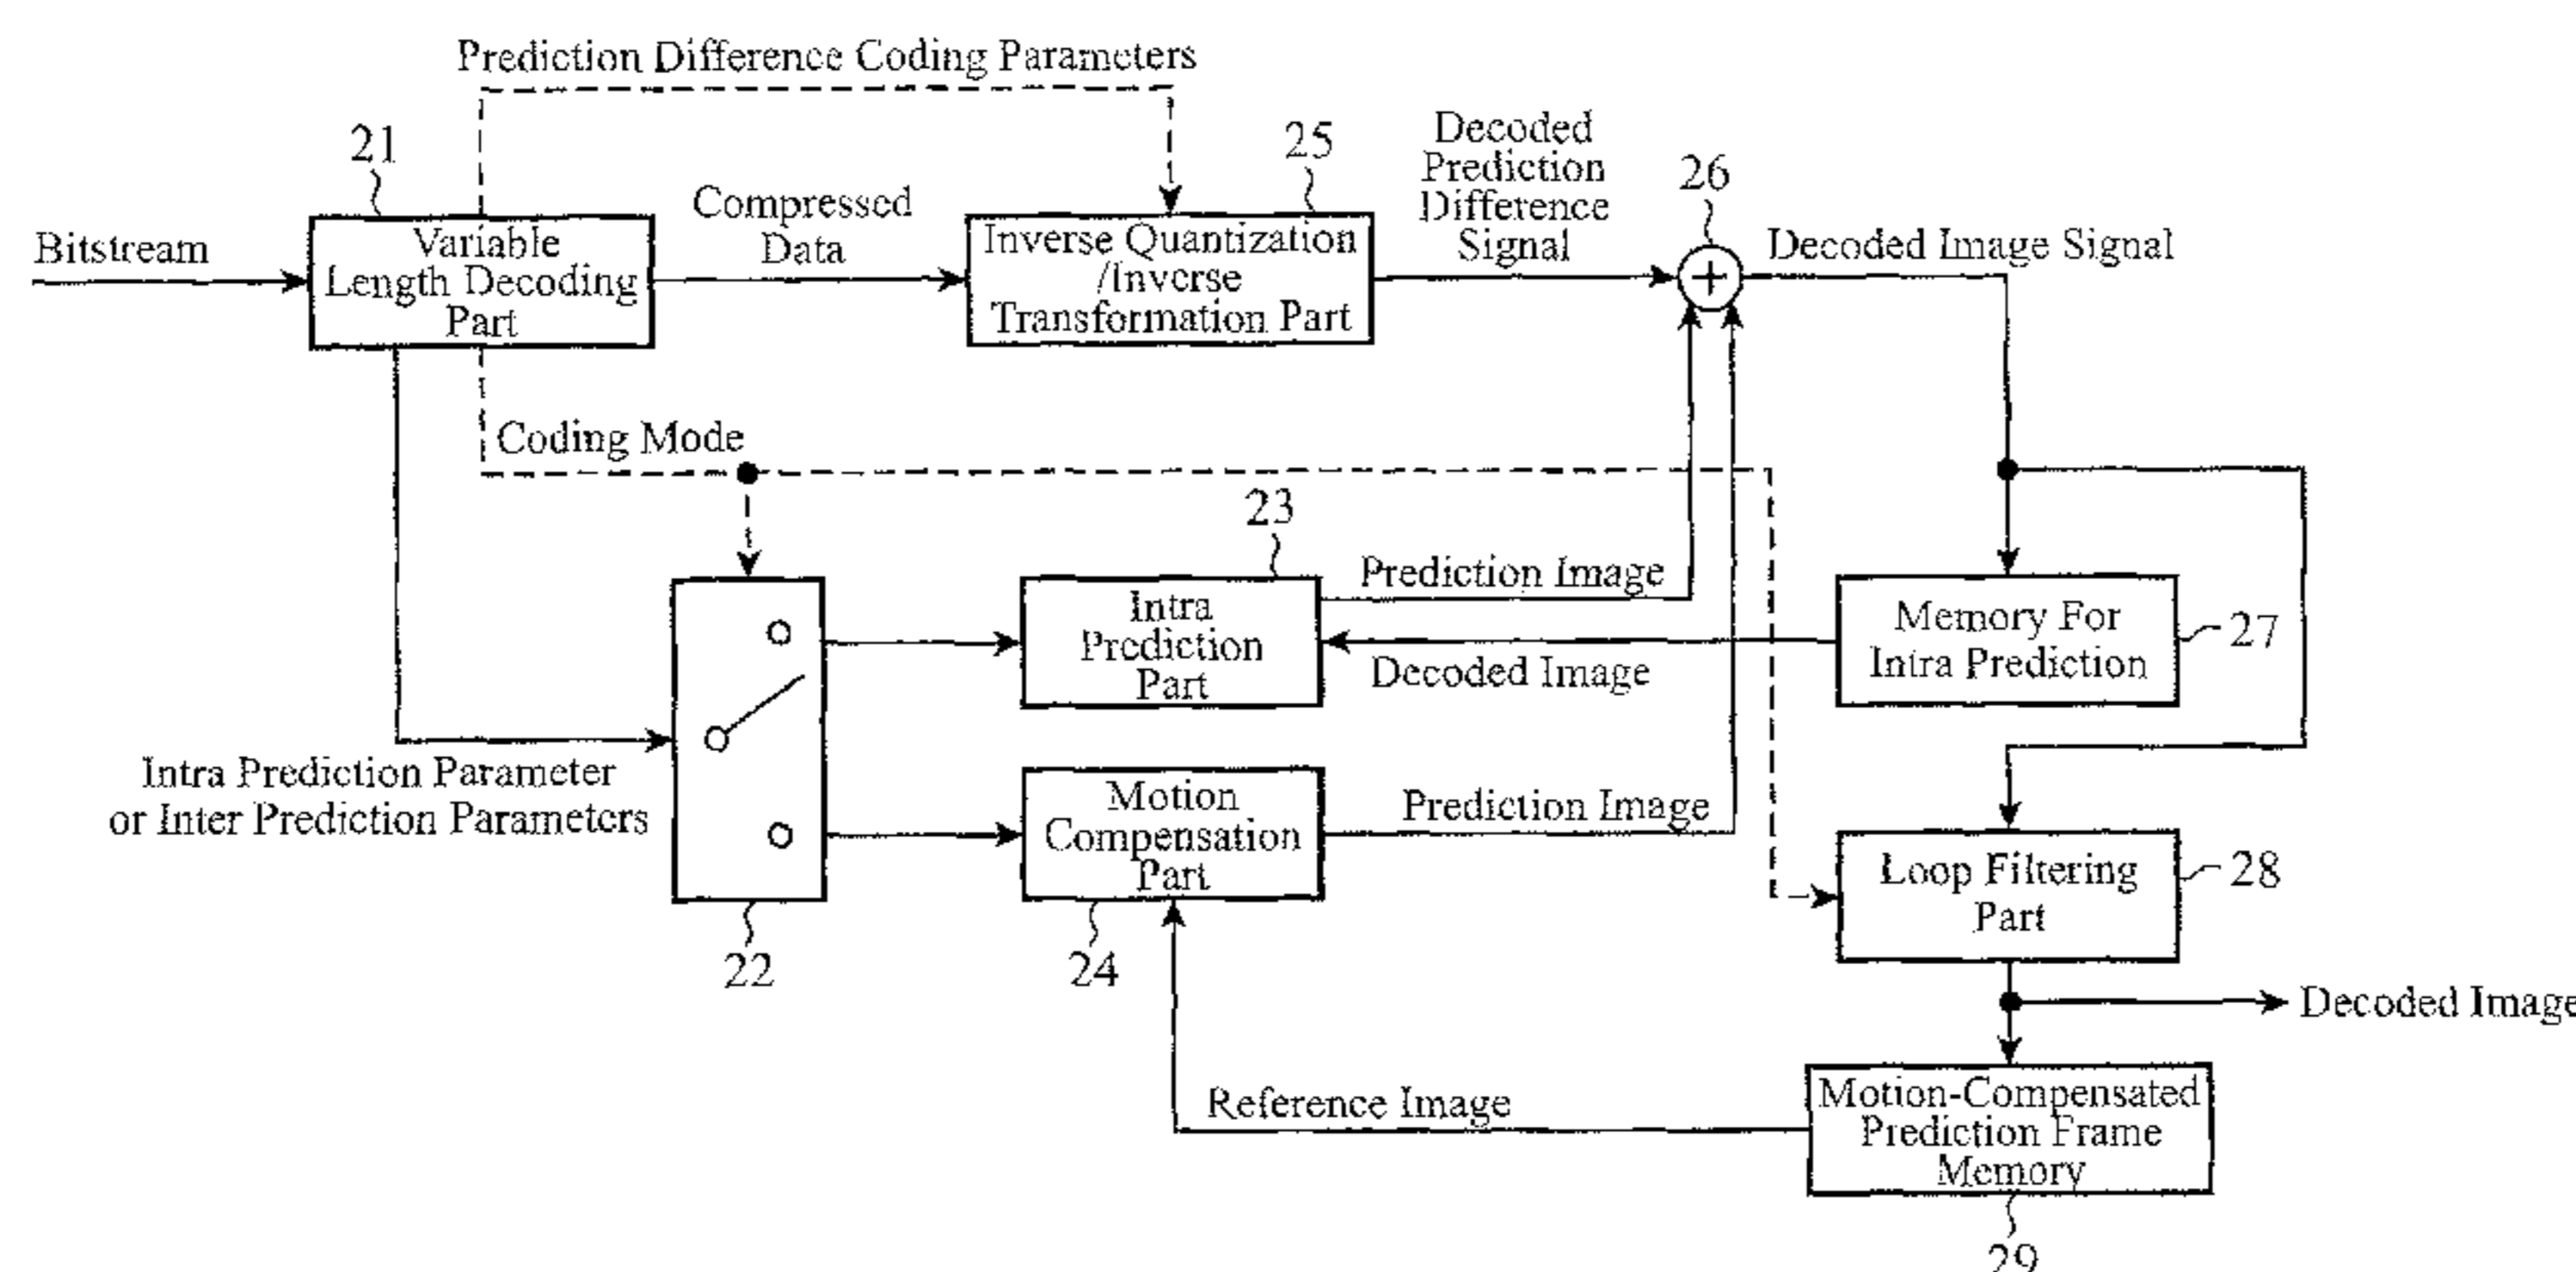 Prediction Difference Coding Parameters
21
25
Decoded
Prediction
Difference
Signal
26
Bitstream
Variable
Length Decoding
Part
Compressed
Data
Inverse Quantization
/Inverse
Transformation Part
+
Decoded Image Signal
Coding Mode
23
Intra
Prediction
Part
Prediction Image
Decoded Image
Memory For
Intra Prediction
27
Intra Prediction Parameter
or Inter Prediction Parameters
22
Motion
Compensation
Part
24
Prediction Image
Loop Filtering
Part
28
Decoded Image
Reference Image
Motion-Compensated
Prediction Frame
Memory
29